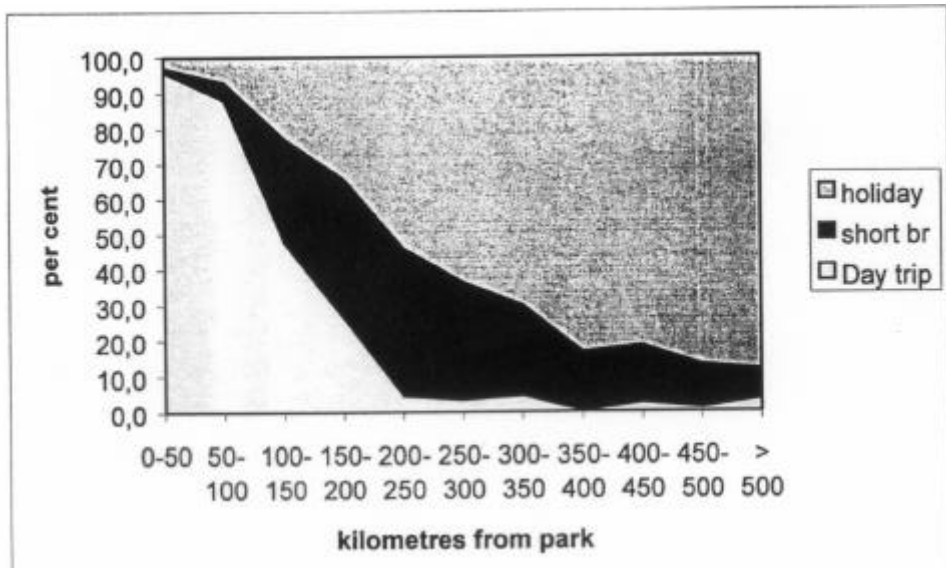 100,0
90,0
80,0
70,0
60,0
50,0
40,0
30,0
20,0
10,0
0,0
per cent
0-50 50- 100- 150- 200- 250- 300- 350- 400- 450- >
100 150 200 250 300 350 400 450 500 500
kilometres from park
holiday
short br
Day trip